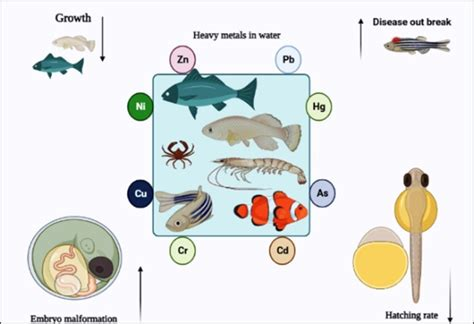 Growth
Disease out break
Heavy metals in water
Zn
Pb
Ni
Hg
Cu
As
Cr
Cd
Embryo malformation
Hatching rate